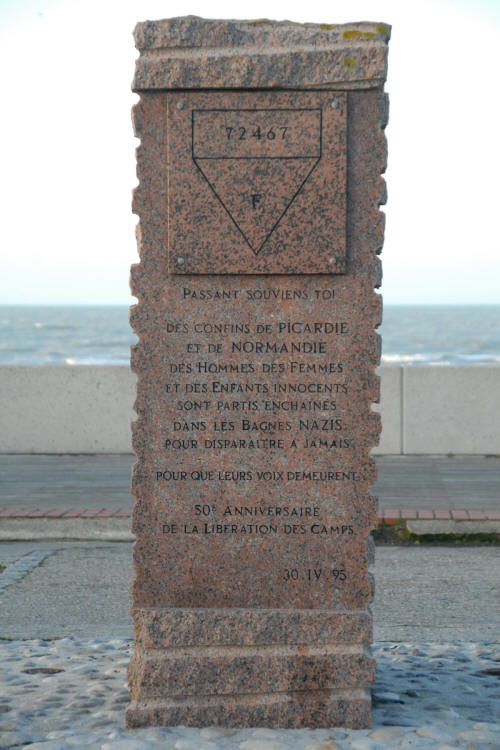 72467
F
PASSANT SOUVIENS TOI
DES CONFINS DE PICARDIE
ET DE NORMANDIE
DES HOMMES DES FEMMES
ET DES ENFANTS INNOCENTS
SONT PARTIS ENCHAINÉS
DANS LES BAGNES NAZIS.
POUR DISPARAITRE A JAMAIS
POUR QUE LEURS VOIX DEMEURENT
50E ANNIVERSAIRE
DE LA LIBÉRATION DES CAMPS.
30.IV 95